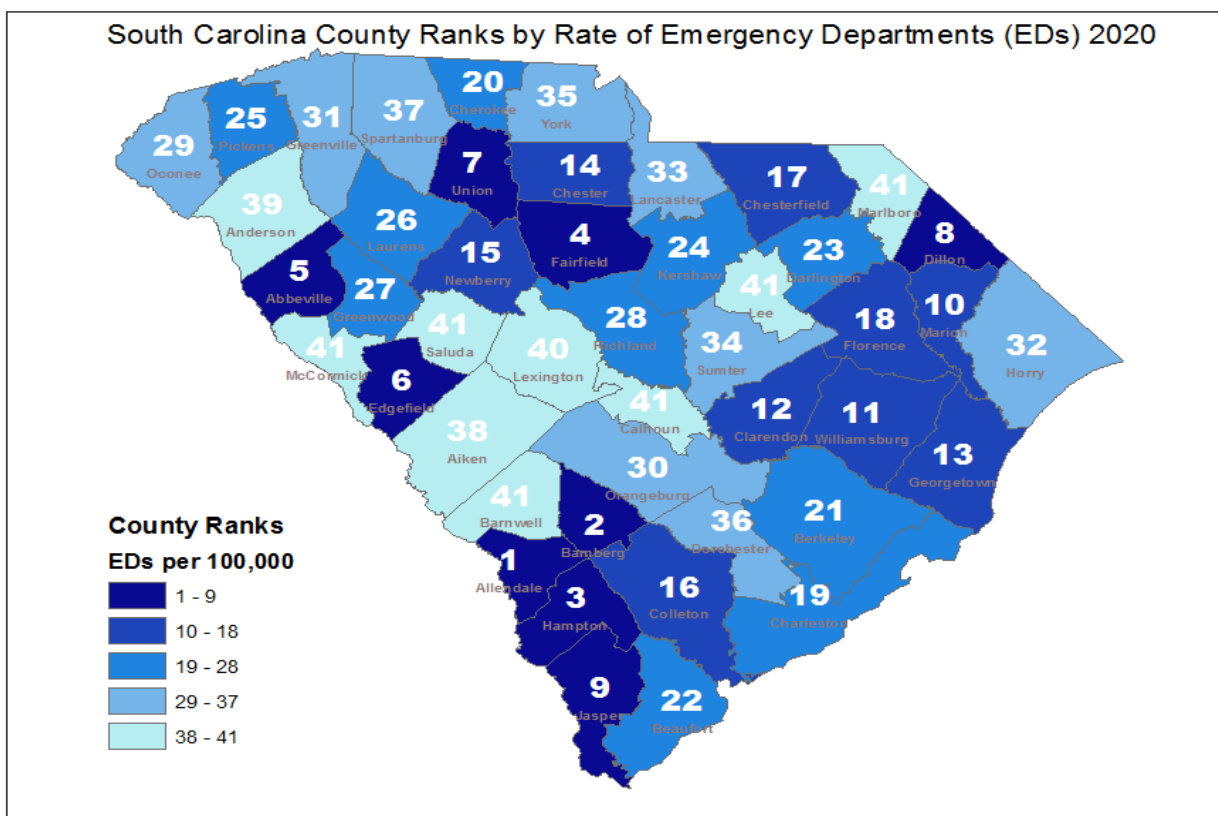 South Carolina County Ranks by Rate of Emergency Departments (EDs) 2020
20
Cherokee
35
York
37
Spartanburg
31
Greenville
25
Pickens
29
Oconee
7
Union
14
Chester
33
Lancaster
17
Chesterfield
41
Marlboro
39
Anderson
26
Laurens
4
Fairfield
24
Kershaw
23
Darlington
8
Dillon
5
Abbeville
27
Greenwood
15
Newberry
41
Lee
10
Marion
18
Florence
28
Richland
34
Sumter
32
Horry
41
McCormick
41
Saluda
40
Lexington
6
Edgefield
41
Calhoun
12
Clarendon
11
Williamsburg
13
Georgetown
38
Aiken
30
Orangeburg
41
Barnwell
2
Bamberg
36
Dorchester
21
Berkeley
1
Allendale
3
Hampton
16
Colleton
19
Charleston
9
Jasper
22
Beaufort
County Ranks
EDs per 100,000
1 - 9
10 - 18
19 - 28
29 - 37
38 - 41